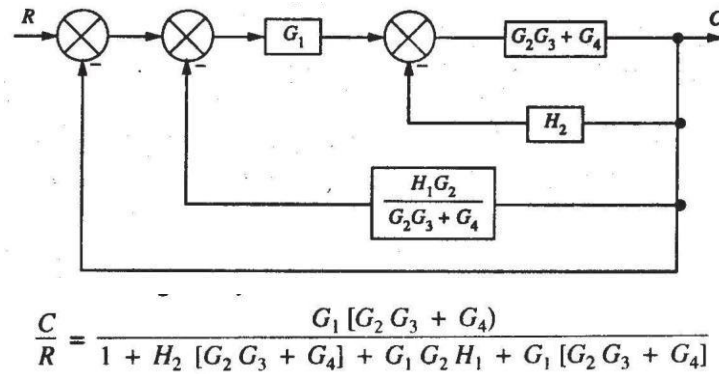 R
G₁
G₂G₃ + G₄
C
−
−
−
H₂
H₁G₂
G₂G₃ + G₄
C/R = G₁ [G₂ G₃ + G₄) / 1 + H₂ [G₂ G₃ + G₄] + G₁ G₂ H₁ + G₁ [G₂ G₃ + G₄]